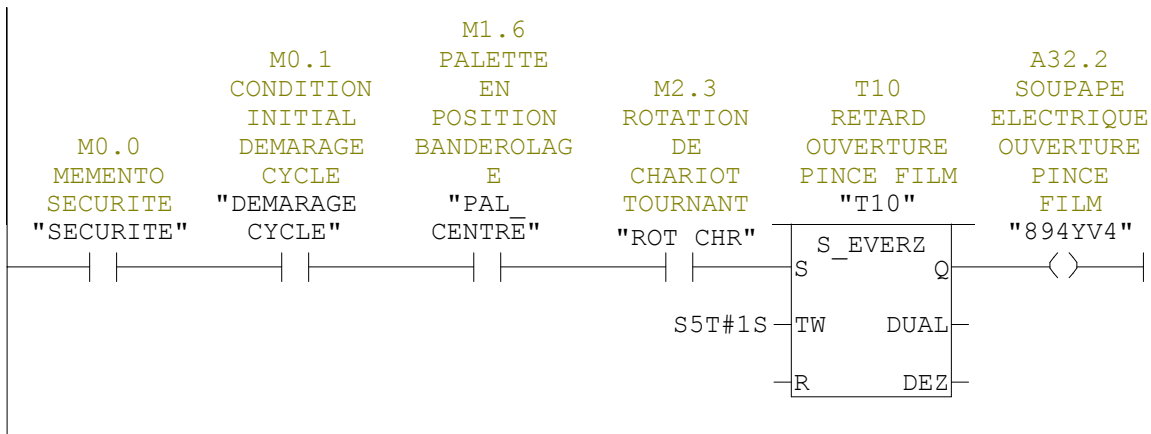 M0.0
MEMENTO
SECURITE
"SECURITE"
M0.1
CONDITION
INITIAL
DEMARAGE
CYCLE
"DEMARAGE
CYCLE"
M1.6
PALETTE
EN
POSITION
BANDEROLAG
E
"PAL_
CENTRE"
M2.3
ROTATION
DE
CHARIOT
TOURNANT
"ROT CHR"
T10
RETARD
OUVERTURE
PINCE FILM
"T10"
S_EVERZ
S Q
S5T#1S TW DUAL
R DEZ
A32.2
SOUPAPE
ELECTRIQUE
OUVERTURE
PINCE
FILM
"894YV4"